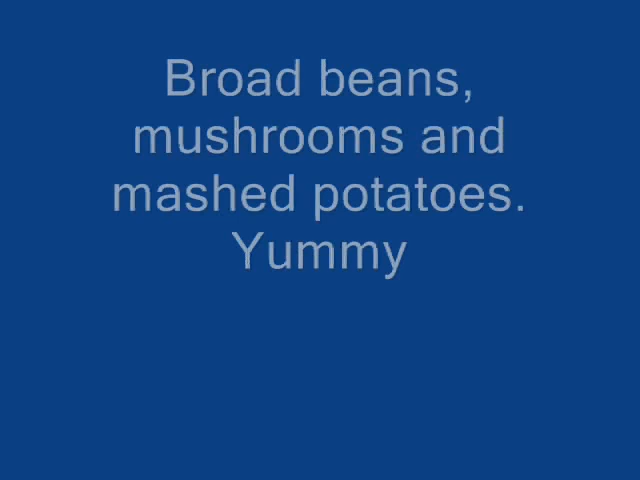 Broad beans,
mushrooms and
mashed potatoes.
Yummy